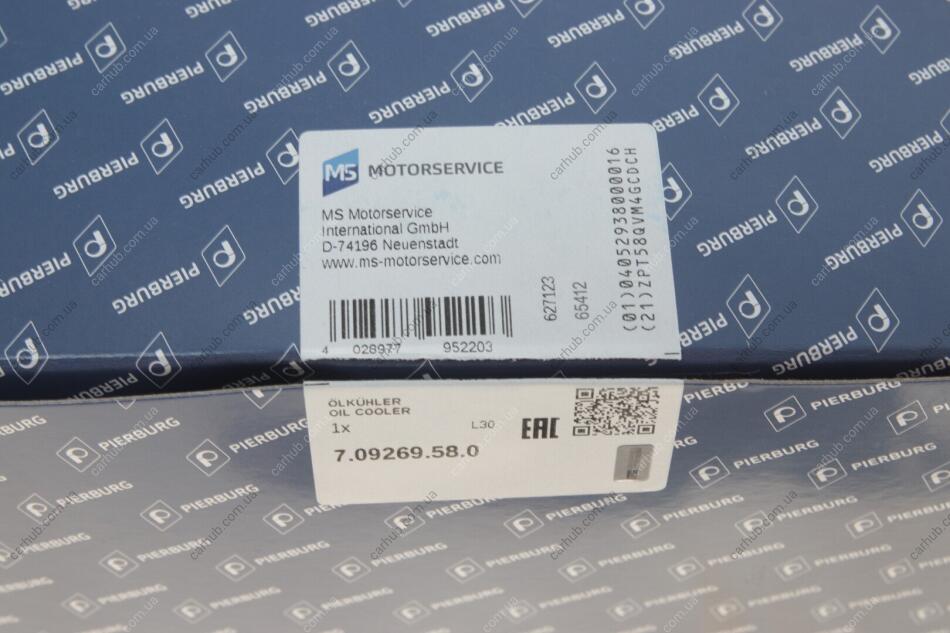 PIERBURG
MS MOTORSERVICE
MS Motorservice
International GmbH
D-74196 Neuenstadt
www.ms-motorservice.com
4 028977 952203
627123
65412
(01)04052938000016
(21)ZPT58QVM4GCDCH
ÖLKÜHLER
OIL COOLER
1x
L30
EAC
7.09269.58.0
carhub.com.ua